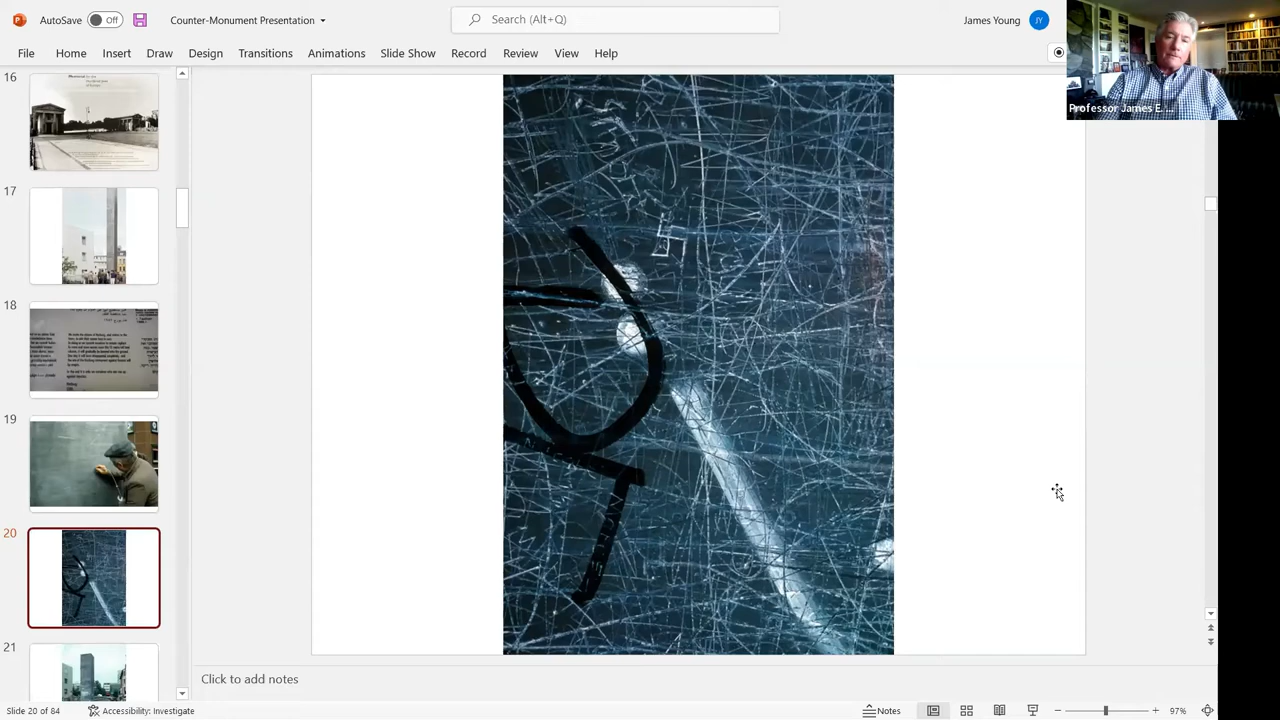 AutoSave
Off
Counter-Monument Presentation
Search (Alt+Q)
James Young
JY
File
Home
Insert
Draw
Design
Transitions
Animations
Slide Show
Review
View
Help
Professor James E. ...
16
17
18
19
20
21
Click to add notes
Slide 20 of 84
Accessibility: Investigate
Notes
97%